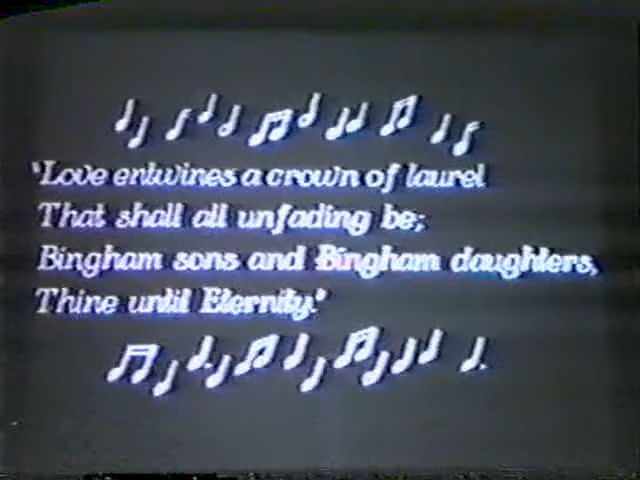 'Love entwines a crown of laurel
That shall all unfading be;
Bingham sons and Bingham daughters,
Thine until Eternity.'